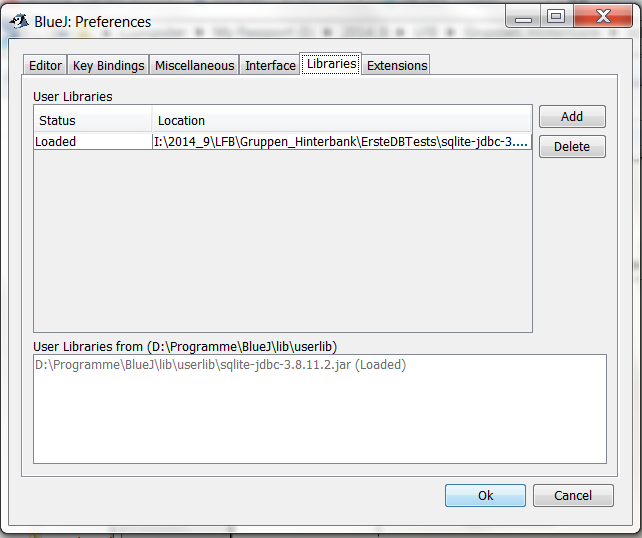 BlueJ: Preferences
Editor Key Bindings Miscellaneous Interface Libraries Extensions
User Libraries
Status Location Add
Loaded I:\2014_9\LFB\Gruppen_Hinterbank\ErsteDBTests\sqlite-jdbc-3.... Delete
User Libraries from (D:\Programme\BlueJ\lib\userlib)
D:\Programme\BlueJ\lib\userlib\sqlite-jdbc-3.8.11.2.jar (Loaded)
Ok Cancel